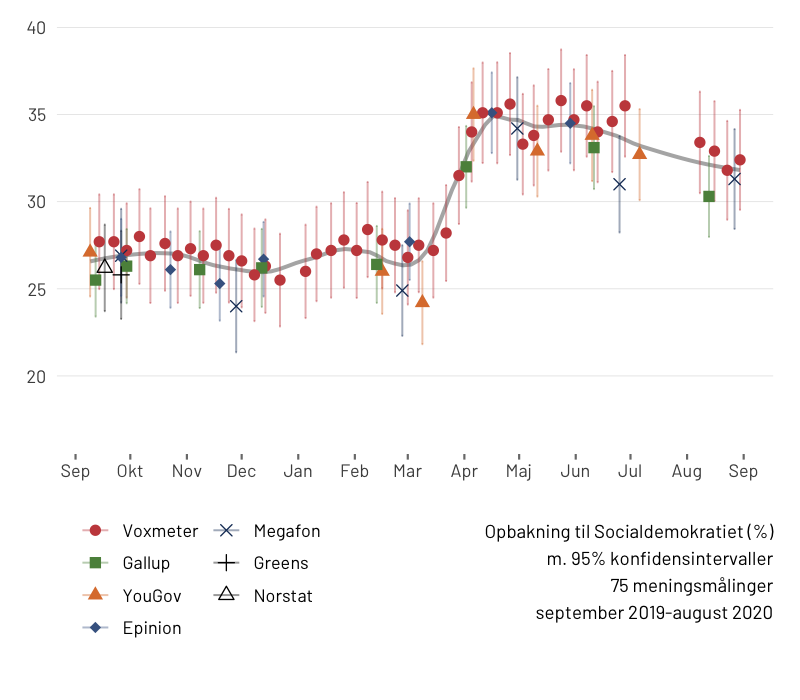 40
35
30
25
20
Sep Okt Nov Dec Jan Feb Mar Apr Maj Jun Jul Aug Sep
Voxmeter Megafon
Gallup Greens
YouGov Norstat
Epinion
Opbakning til Socialdemokratiet (%)
m. 95% konfidensintervaller
75 meningsmålinger
september 2019-august 2020